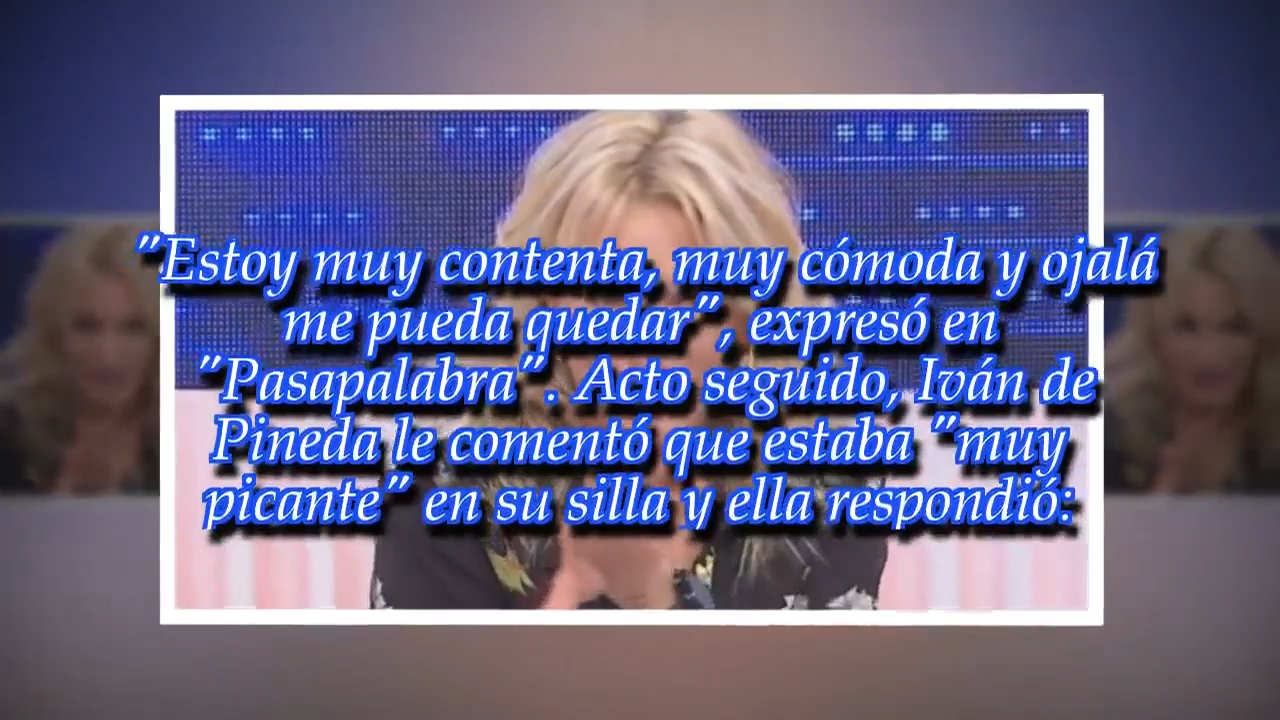 "Estoy muy contenta, muy cómoda y ojalá
me pueda quedar", expresó en
"Pasapalabra". Acto seguido, Iván de
Pineda le comentó que estaba "muy
picante" en su silla y ella respondió: